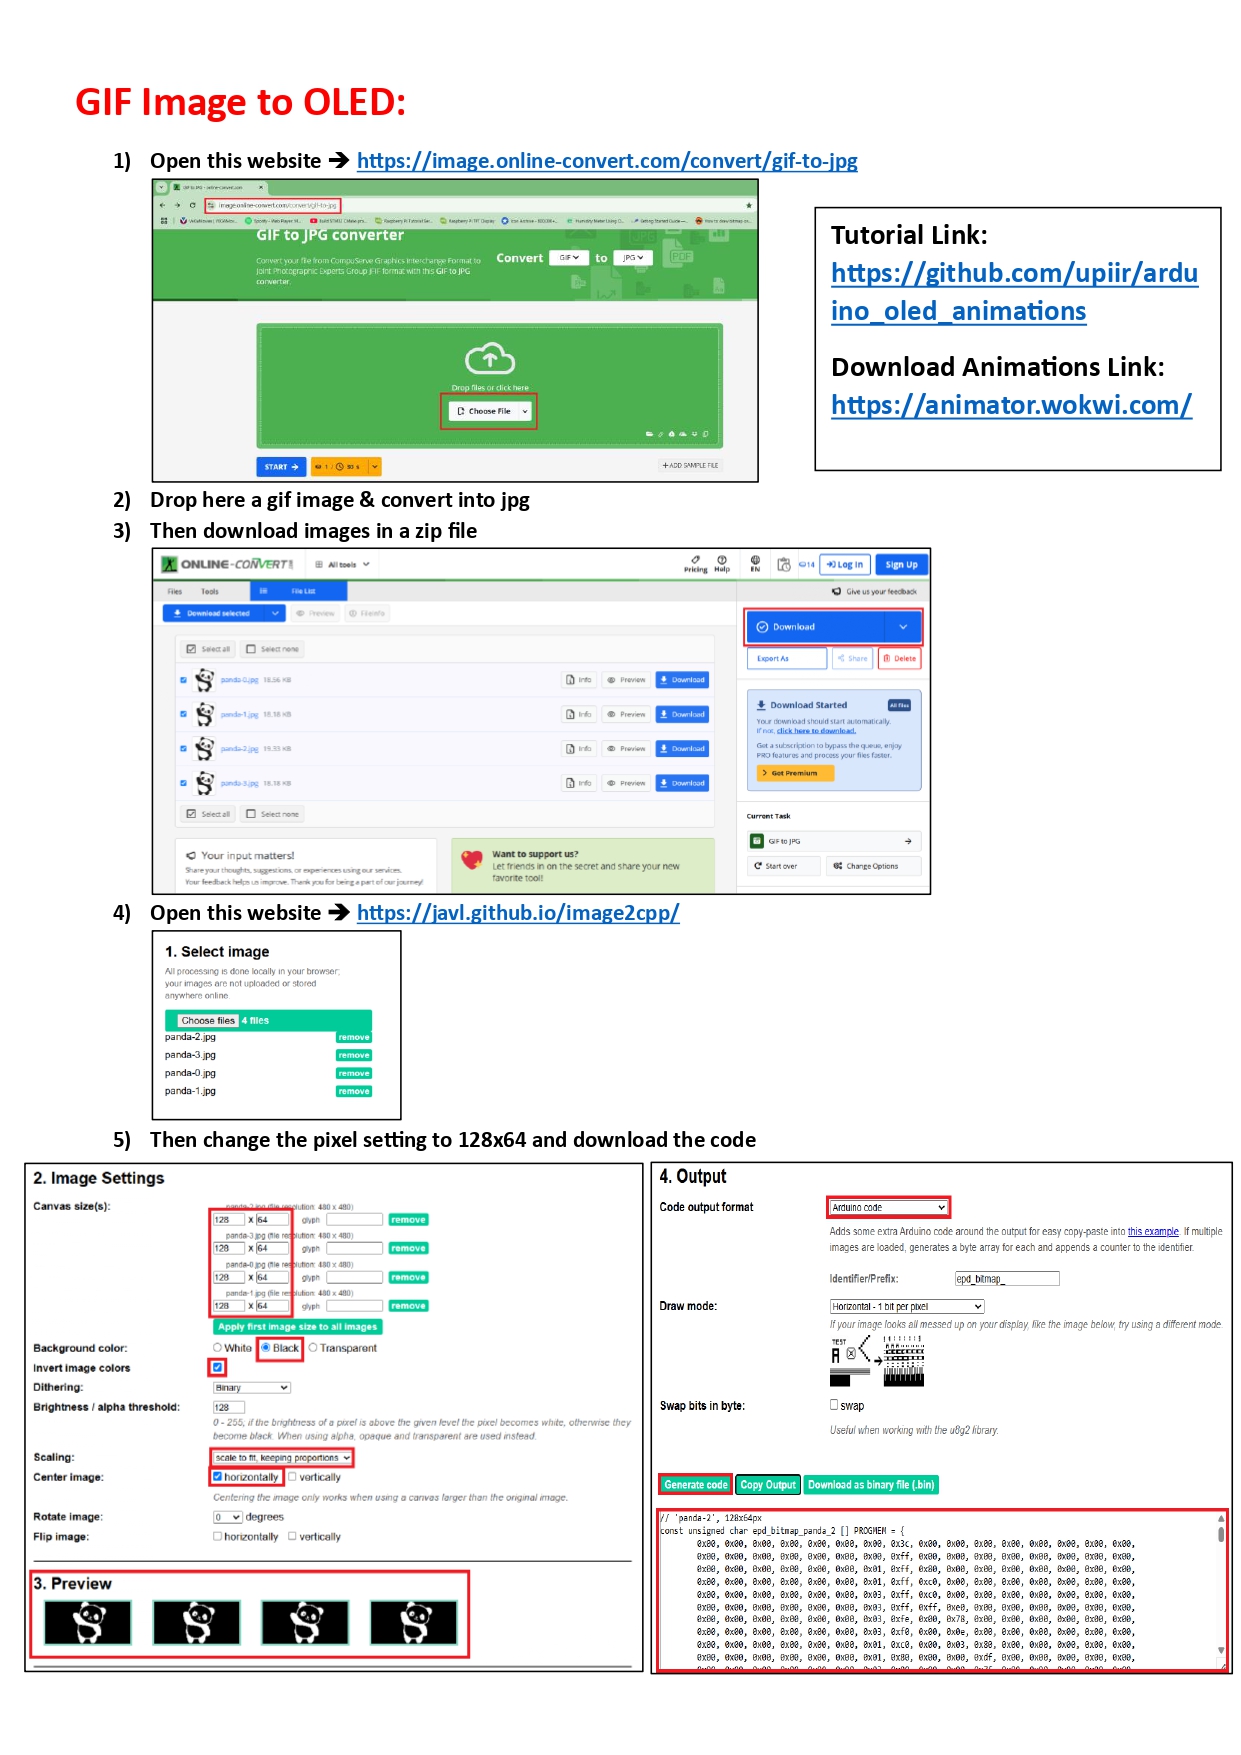 GIF Image to OLED:
1) Open this website ➔ https://image.online-convert.com/convert/gif-to-jpg
GIF to JPG - online-convert.com
image.online-convert.com/convert/gif-to-jpg
GIF to JPG converter
Convert your file from CompuServe Graphics Interchange Format to
Joint Photographic Experts Group JFIF format with this GIF to JPG
converter.
Convert GIF to JPG
Drop files or click here
Choose File
START
+ADD SAMPLE FILE
Tutorial Link:
https://github.com/upiir/ardu
ino_oled_animations
Download Animations Link:
https://animator.wokwi.com/
2) Drop here a gif image & convert into jpg
3) Then download images in a zip file
ONLINE-CONVERT
All tools
Pricing Help EN 14 Log in Sign Up
Files Tools File List
Give us your feedback
Download selected Preview File info
Download
Select all Select none
Export As Share Delete
panda-0.jpg 18.56 KB Info Preview Download
panda-1.jpg 18.18 KB Info Preview Download
panda-2.jpg 19.33 KB Info Preview Download
panda-3.jpg 18.18 KB Info Preview Download
Select all Select none
Download Started All files
Your download should start automatically.
If not, click here to download.
Get a subscription to bypass the queue, enjoy
PRO features and process your files faster.
Get Premium
Current Task
GIF to JPG
Start over Change Options
Your input matters!
Share your thoughts, suggestions, or experiences using our services.
Your feedback helps us improve. Thank you for being a part of our journey!
Want to support us?
Let friends in on the secret and share your new
favorite tool!
4) Open this website ➔ https://javl.github.io/image2cpp/
1. Select image
All processing is done locally in your browser;
your images are not uploaded or stored
anywhere online.
Choose files 4 files
panda-2.jpg remove
panda-3.jpg remove
panda-0.jpg remove
panda-1.jpg remove
5) Then change the pixel setting to 128x64 and download the code
2. Image Settings
Canvas size(s):
panda-2.jpg (file resolution: 480 x 480)
128 x 64 glyph remove
panda-3.jpg (file resolution: 480 x 480)
128 x 64 glyph remove
panda-0.jpg (file resolution: 480 x 480)
128 x 64 glyph remove
panda-1.jpg (file resolution: 480 x 480)
128 x 64 glyph remove
Apply first image size to all images
Background color: White Black Transparent
Invert image colors
Dithering: Binary
Brightness / alpha threshold: 128
0 - 255; if the brightness of a pixel is above the given level the pixel becomes white, otherwise they
become black. When using alpha, opaque and transparent are used instead.
Scaling: scale to fit, keeping proportions
Center image: horizontally vertically
Centering the image only works when using a canvas larger than the original image.
Rotate image: 0 degrees
Flip image: horizontally vertically
3. Preview
4. Output
Code output format Arduino code
Adds some extra Arduino code around the output for easy copy-paste into this example. If multiple
images are loaded, generates a byte array for each and appends a counter to the identifier.
Identifier/Prefix: epd_bitmap_
Draw mode: Horizontal - 1 bit per pixel
If your image looks all messed up on your display, like the image below, try using a different mode.
TEST
Swap bits in byte: swap
Useful when working with the u8g2 library.
Generate code Copy Output Download as binary file (.bin)
// 'panda-2', 128x64px
const unsigned char epd_bitmap_panda_2 [] PROGMEM = {
0x00, 0x00, 0x00, 0x00, 0x00, 0x00, 0x00, 0x3c, 0x00, 0x00, 0x00, 0x00, 0x00, 0x00, 0x00, 0x00,
0x00, 0x00, 0x00, 0x00, 0x00, 0x00, 0x00, 0xff, 0x00, 0x00, 0x00, 0x00, 0x00, 0x00, 0x00, 0x00,
0x00, 0x00, 0x00, 0x00, 0x00, 0x00, 0x01, 0xff, 0x80, 0x00, 0x00, 0x00, 0x00, 0x00, 0x00, 0x00,
0x00, 0x00, 0x00, 0x00, 0x00, 0x00, 0x01, 0xff, 0xc0, 0x00, 0x00, 0x00, 0x00, 0x00, 0x00, 0x00,
0x00, 0x00, 0x00, 0x00, 0x00, 0x00, 0x03, 0xff, 0xc0, 0x00, 0x00, 0x00, 0x00, 0x00, 0x00, 0x00,
0x00, 0x00, 0x00, 0x00, 0x00, 0x00, 0x03, 0xff, 0xff, 0xe0, 0x00, 0x00, 0x00, 0x00, 0x00, 0x00,
0x00, 0x00, 0x00, 0x00, 0x00, 0x00, 0x03, 0xfe, 0x00, 0x78, 0x00, 0x00, 0x00, 0x00, 0x00, 0x00,
0x00, 0x00, 0x00, 0x00, 0x00, 0x00, 0x03, 0xf0, 0x00, 0x0e, 0x00, 0x00, 0x00, 0x00, 0x00, 0x00,
0x00, 0x00, 0x00, 0x00, 0x00, 0x00, 0x01, 0xc0, 0x00, 0x03, 0x80, 0x00, 0x00, 0x00, 0x00, 0x00,
0x00, 0x00, 0x00, 0x00, 0x00, 0x00, 0x01, 0x80, 0x00, 0x00, 0xdf, 0x00, 0x00, 0x00, 0x00, 0x00,